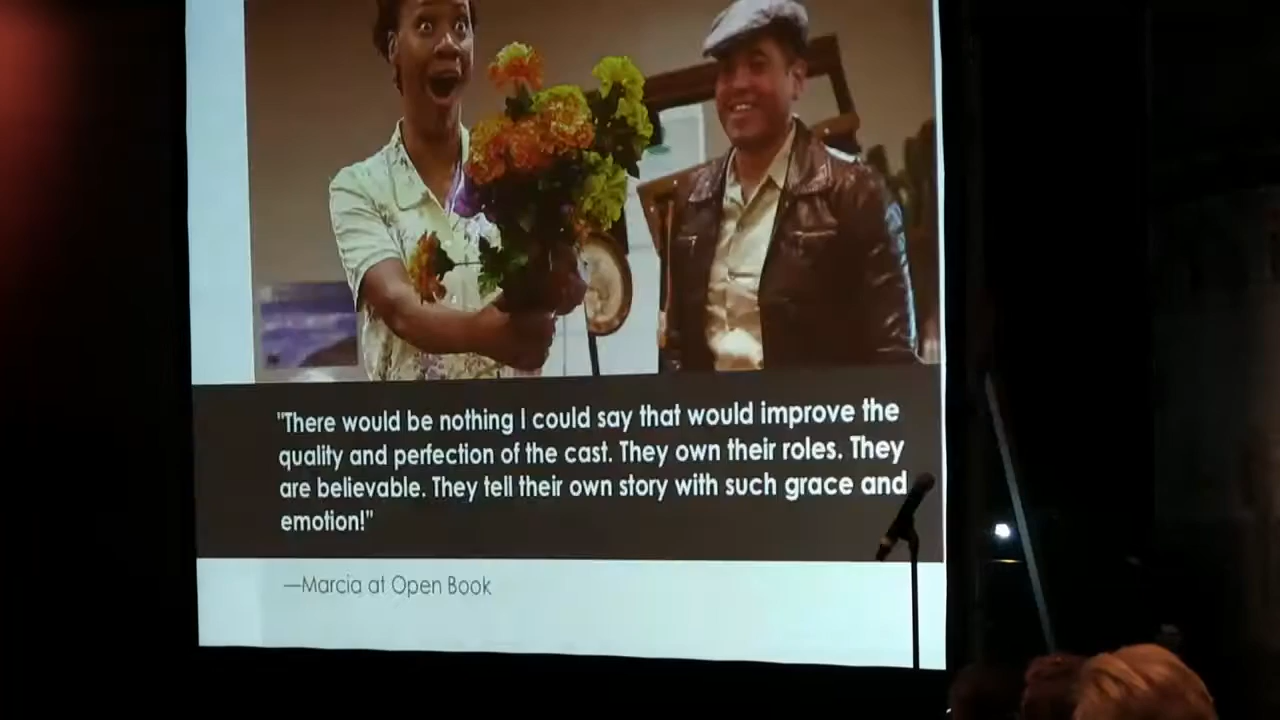 "There would be nothing I could say that would improve the
quality and perfection of the cast. They own their roles. They
are believable. They tell their own story with such grace and
emotion!"
—Marcia at Open Book